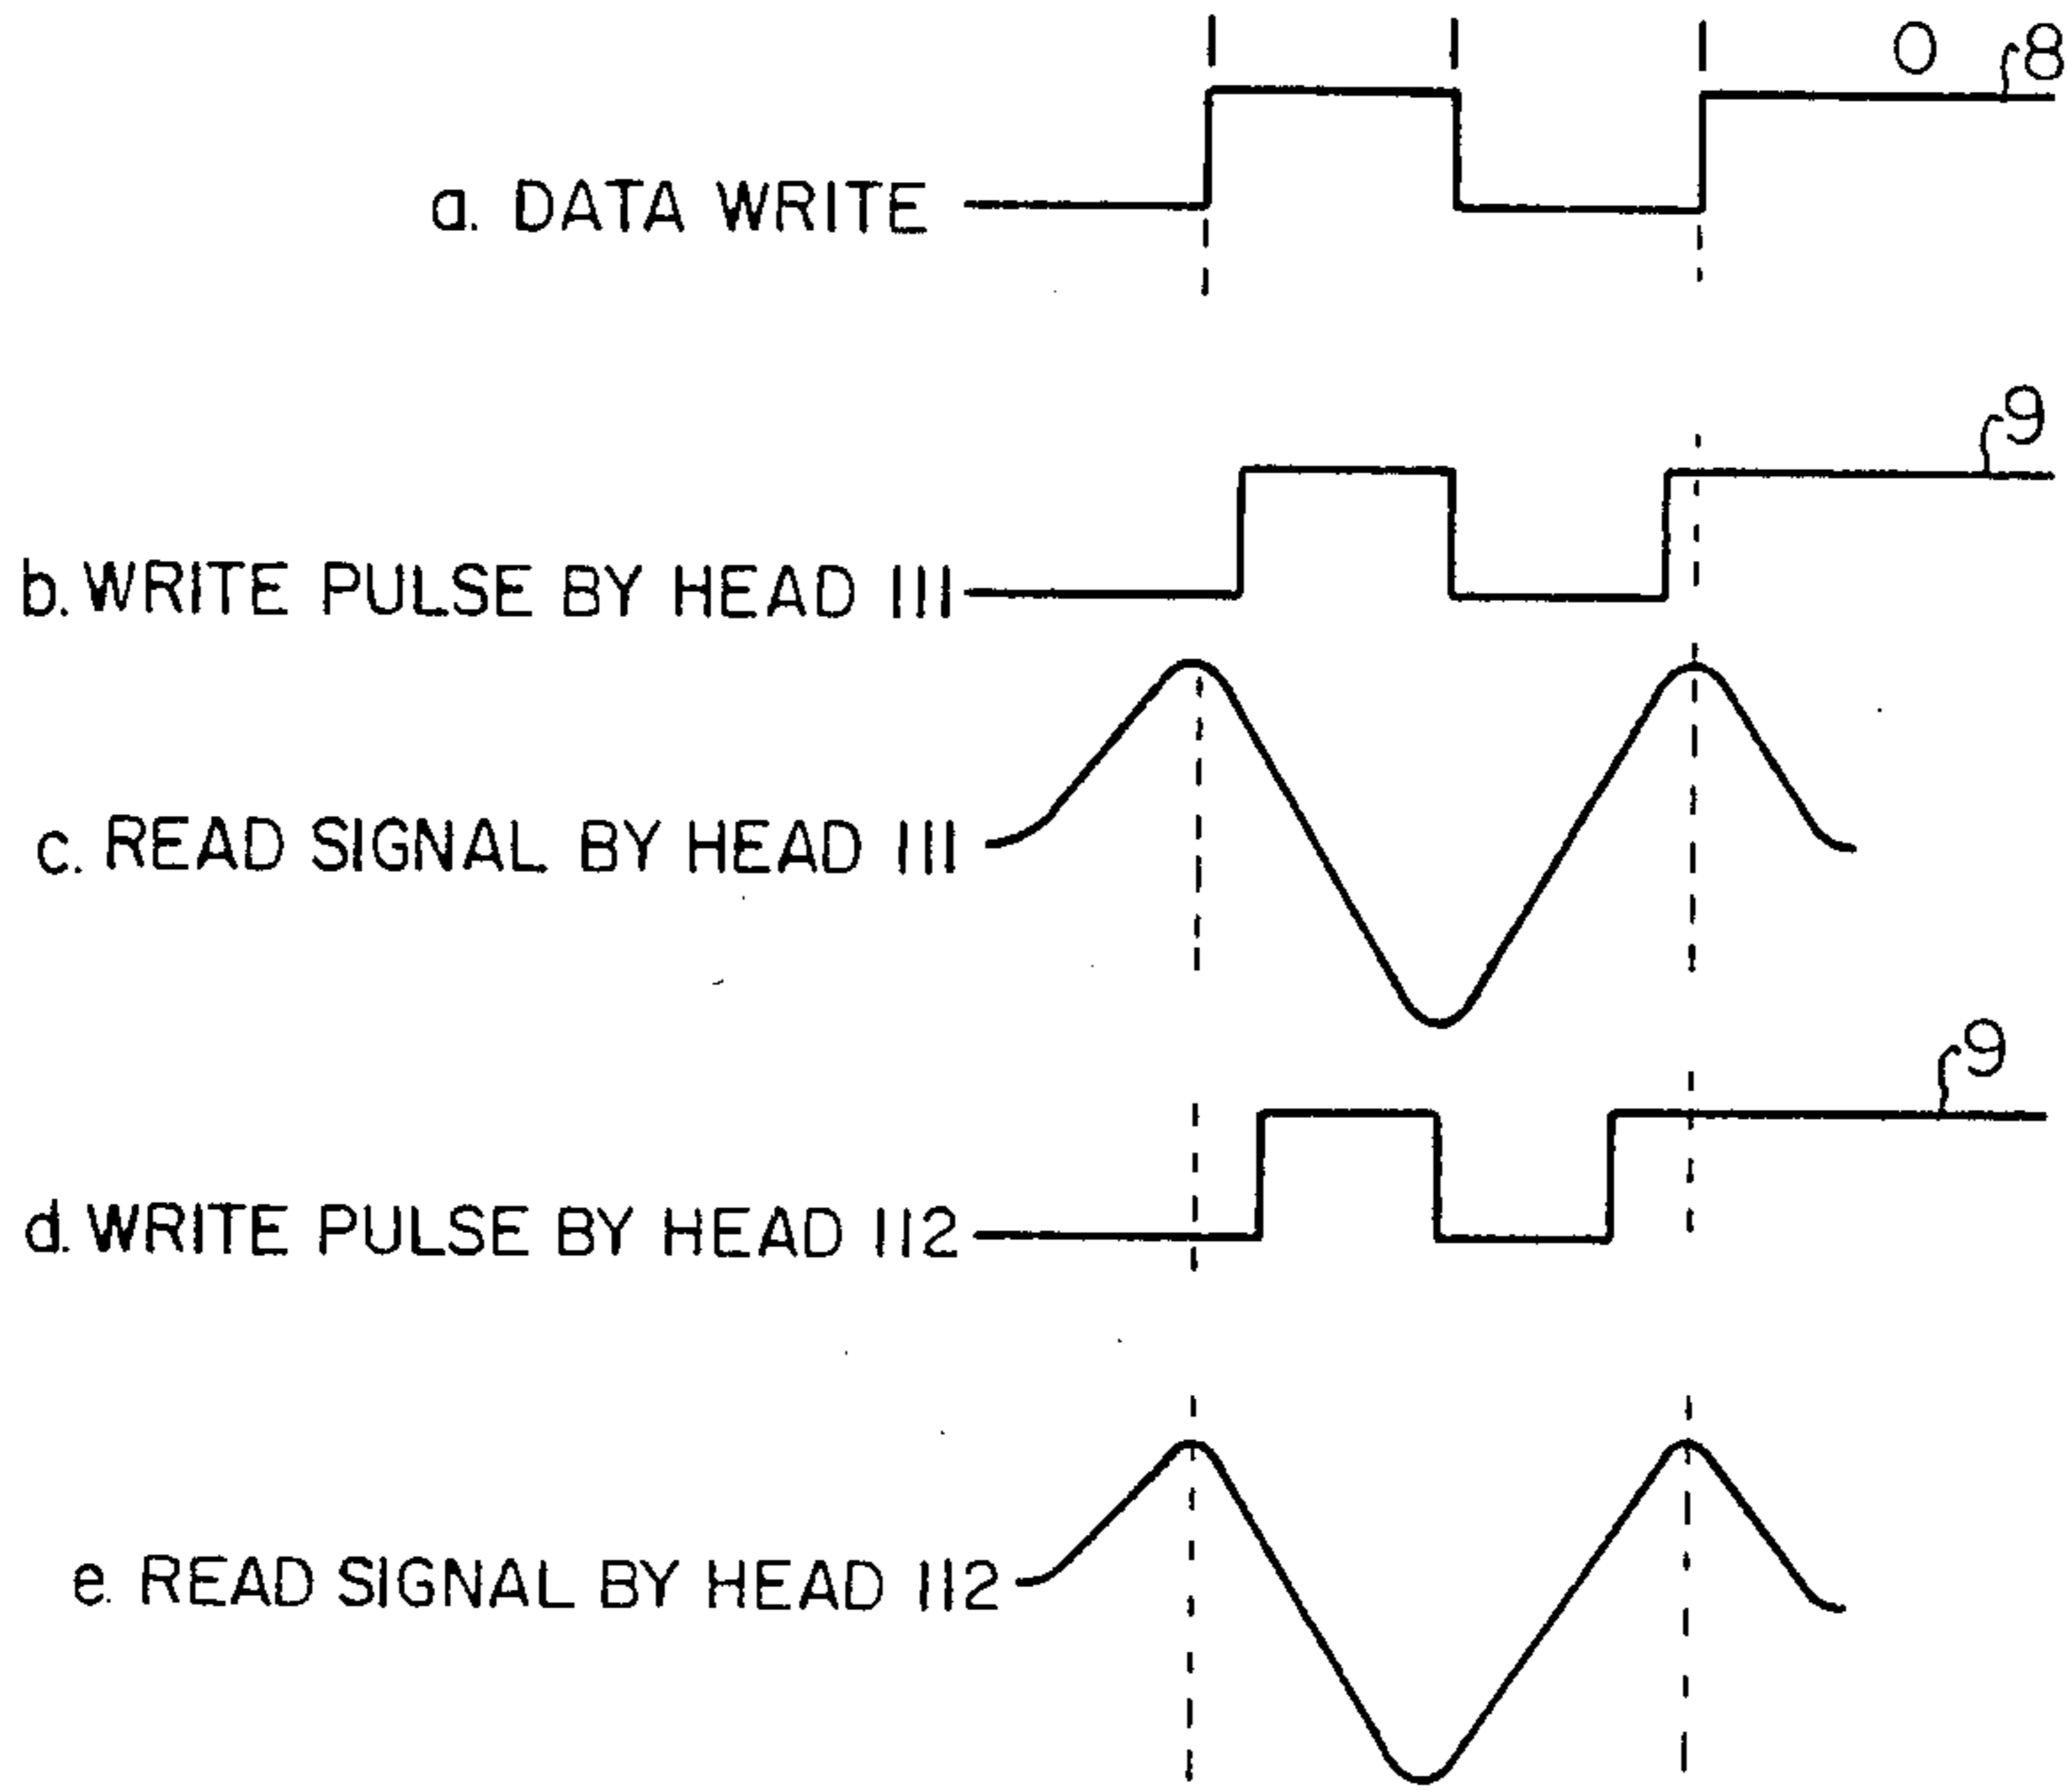 I I I O 8
a. DATA WRITE
9
b. WRITE PULSE BY HEAD 111
c. READ SIGNAL BY HEAD 111
9
d. WRITE PULSE BY HEAD 112
e. READ SIGNAL BY HEAD 112